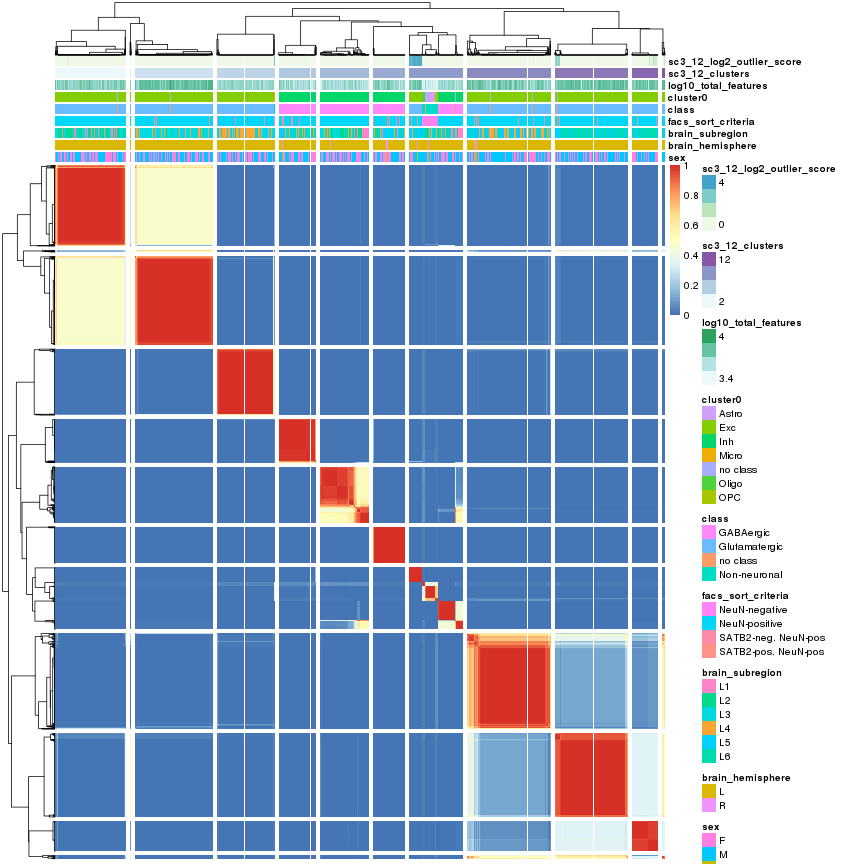 sc3_12_log2_outlier_score
sc3_12_clusters
log10_total_features
cluster0
class
facs_sort_criteria
brain_subregion
brain_hemisphere
sex
1
0.8
0.6
0.4
0.2
0
sc3_12_log2_outlier_score
4
0
sc3_12_clusters
12
2
log10_total_features
4
3.4
cluster0
Astro
Exc
Inh
Micro
no class
Oligo
OPC
class
GABAergic
Glutamatergic
no class
Non-neuronal
facs_sort_criteria
NeuN-negative
NeuN-positive
SATB2-neg. NeuN-pos
SATB2-pos. NeuN-pos
brain_subregion
L1
L2
L3
L4
L5
L6
brain_hemisphere
L
R
sex
F
M